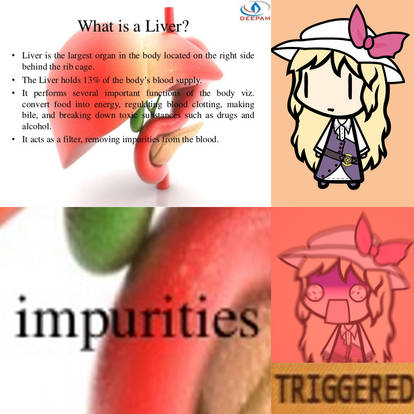 DEEPAM
What is a Liver?
• Liver is the largest organ in the body located on the right side
behind the rib cage.
• The Liver holds 13% of the body's blood supply.
• It performs several important functions of the body viz.
convert food into energy, regulating blood clotting, making
bile, and breaking down toxic substances such as drugs and
alcohol.
• It acts as a filter, removing impurities from the blood.
impurities
TRIGGERED